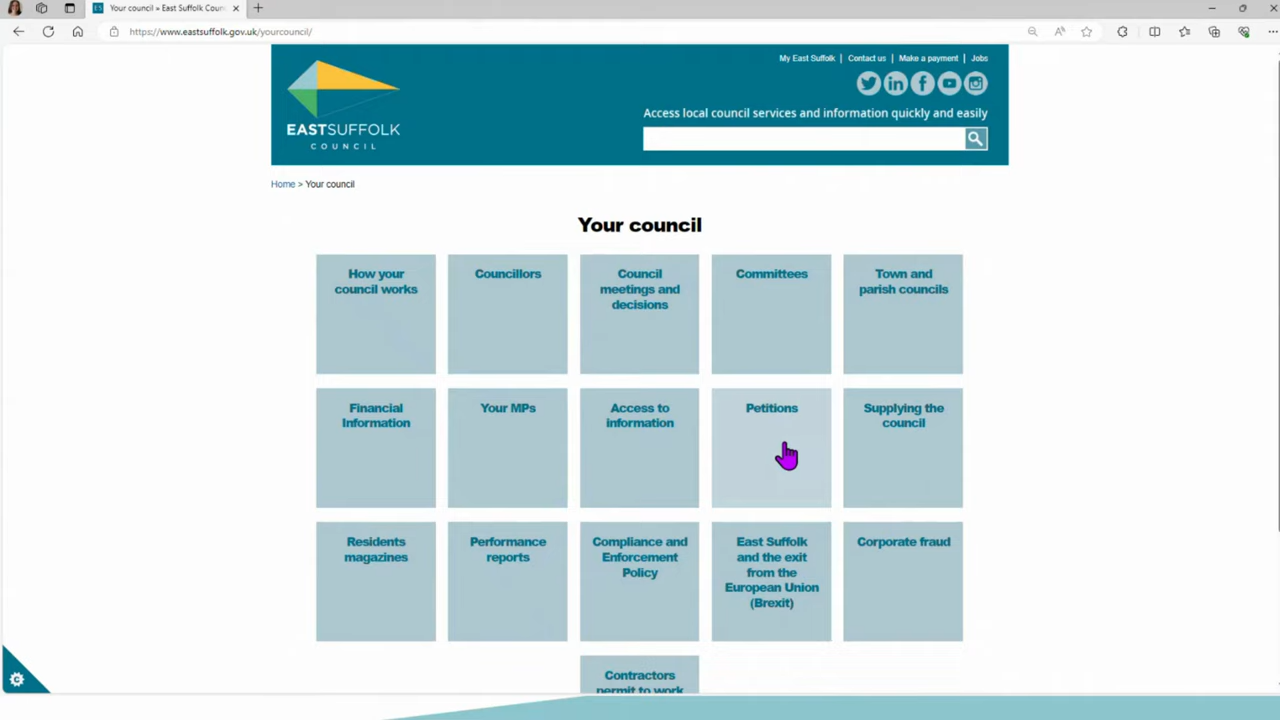 Your council » East Suffolk Coun
https://www.eastsuffolk.gov.uk/yourcouncil/
My East Suffolk | Contact us | Make a payment | Jobs
Access local council services and information quickly and easily
EASTSUFFOLK
COUNCIL
Home > Your council
Your council
How your
council works
Councillors
Council
meetings and
decisions
Committees
Town and
parish councils
Financial
Information
Your MPs
Access to
information
Petitions
Supplying the
council
Residents
magazines
Performance
reports
Compliance and
Enforcement
Policy
East Suffolk
and the exit
from the
European Union
(Brexit)
Corporate fraud
Contractors
permit to work